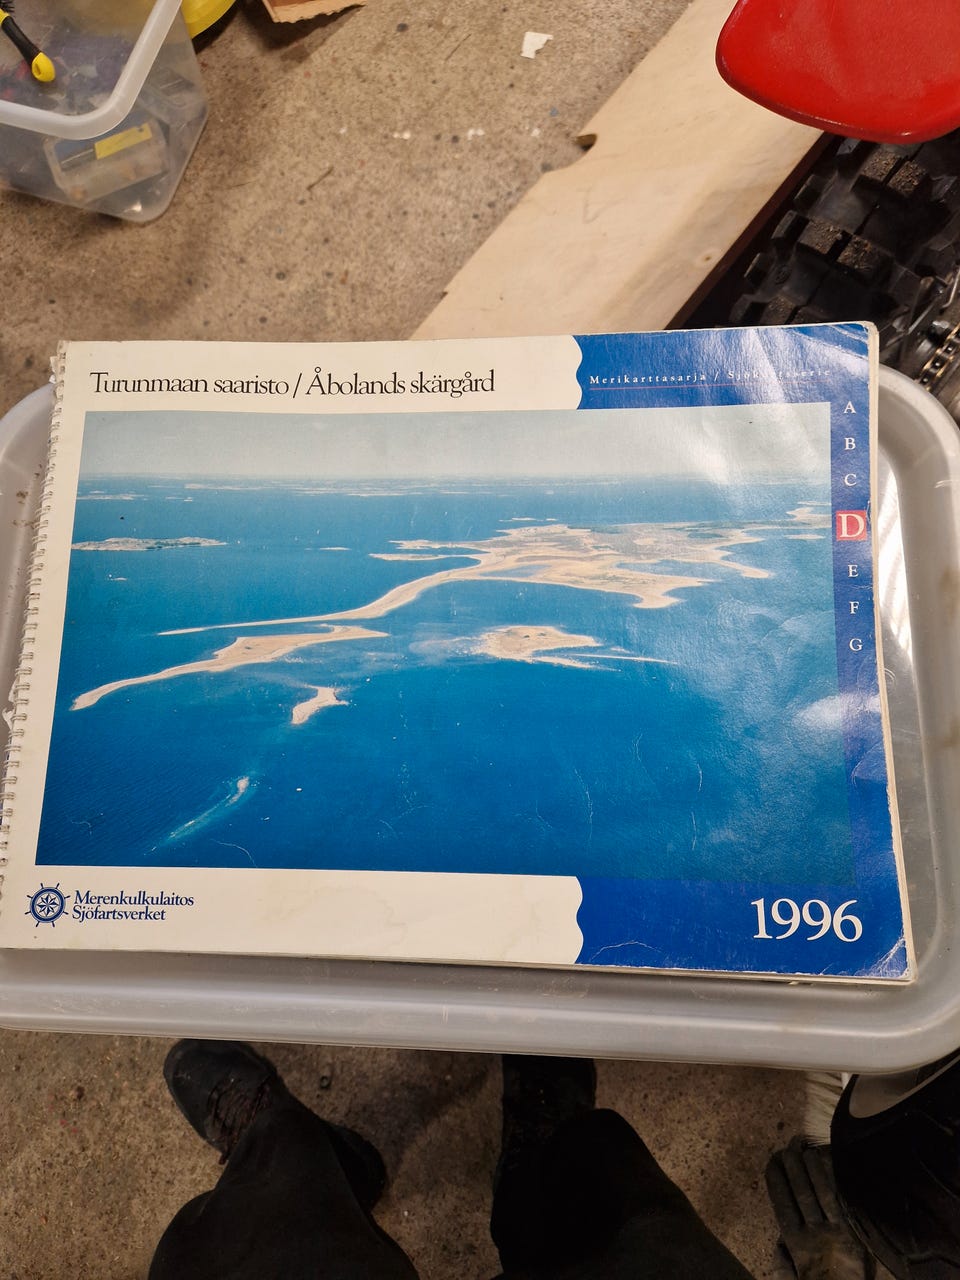 Turunmaan saaristo / Åbolands skärgård
Merikarttasarja / Sjökortsserie
A
B
C
D
E
F
G
Merenkulkulaitos
Sjöfartsverket
1996